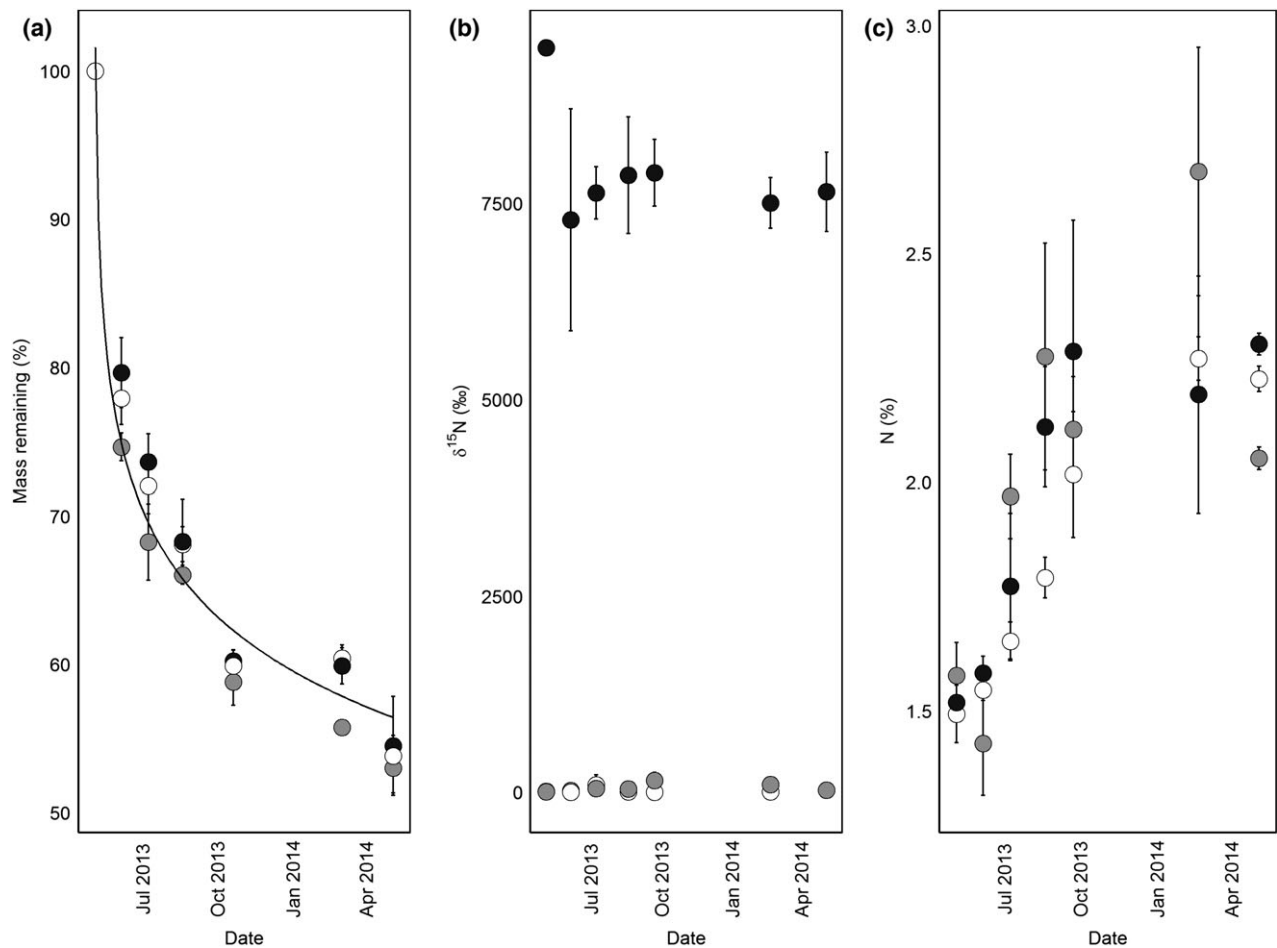 (a)
100
90
80
70
60
50
Mass remaining (%)
Jul 2013
Oct 2013
Jan 2014
Apr 2014
Date
(b)
7500
5000
2500
0
δ¹⁵N (‰)
Jul 2013
Oct 2013
Jan 2014
Apr 2014
Date
(c)
3.0
2.5
2.0
1.5
N (%)
Jul 2013
Oct 2013
Jan 2014
Apr 2014
Date